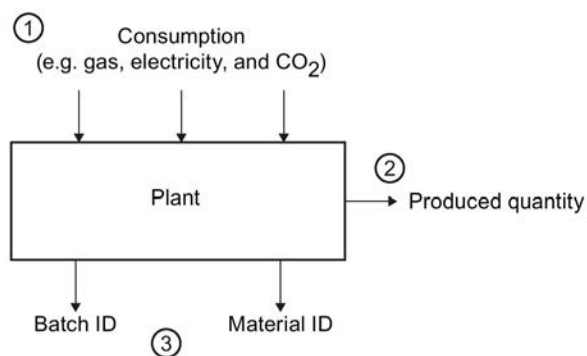 ①
Consumption
(e.g. gas, electricity, and CO₂)
②
Plant
Produced quantity
Batch ID
Material ID
③